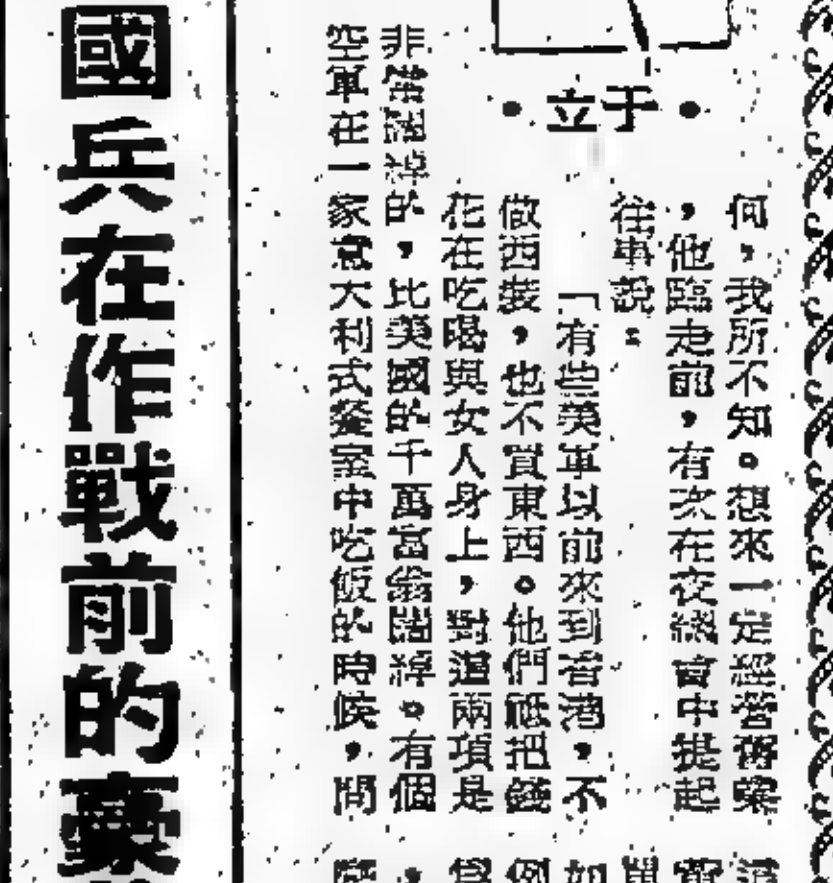 ・于立・
何，我所不知。想來一定經營舊業
，他臨走前，有次在夜總會中提起
往事說：
「有些美軍以前來到香港，不
做西裝，也不買東西。他們祗把錢
花在吃喝與女人身上，對這兩項是
非常闊綽的，比美國的千萬富翁闊綽。有個
空軍在一家意大利式餐室中吃飯的時候，問
國兵在作戰前的豪